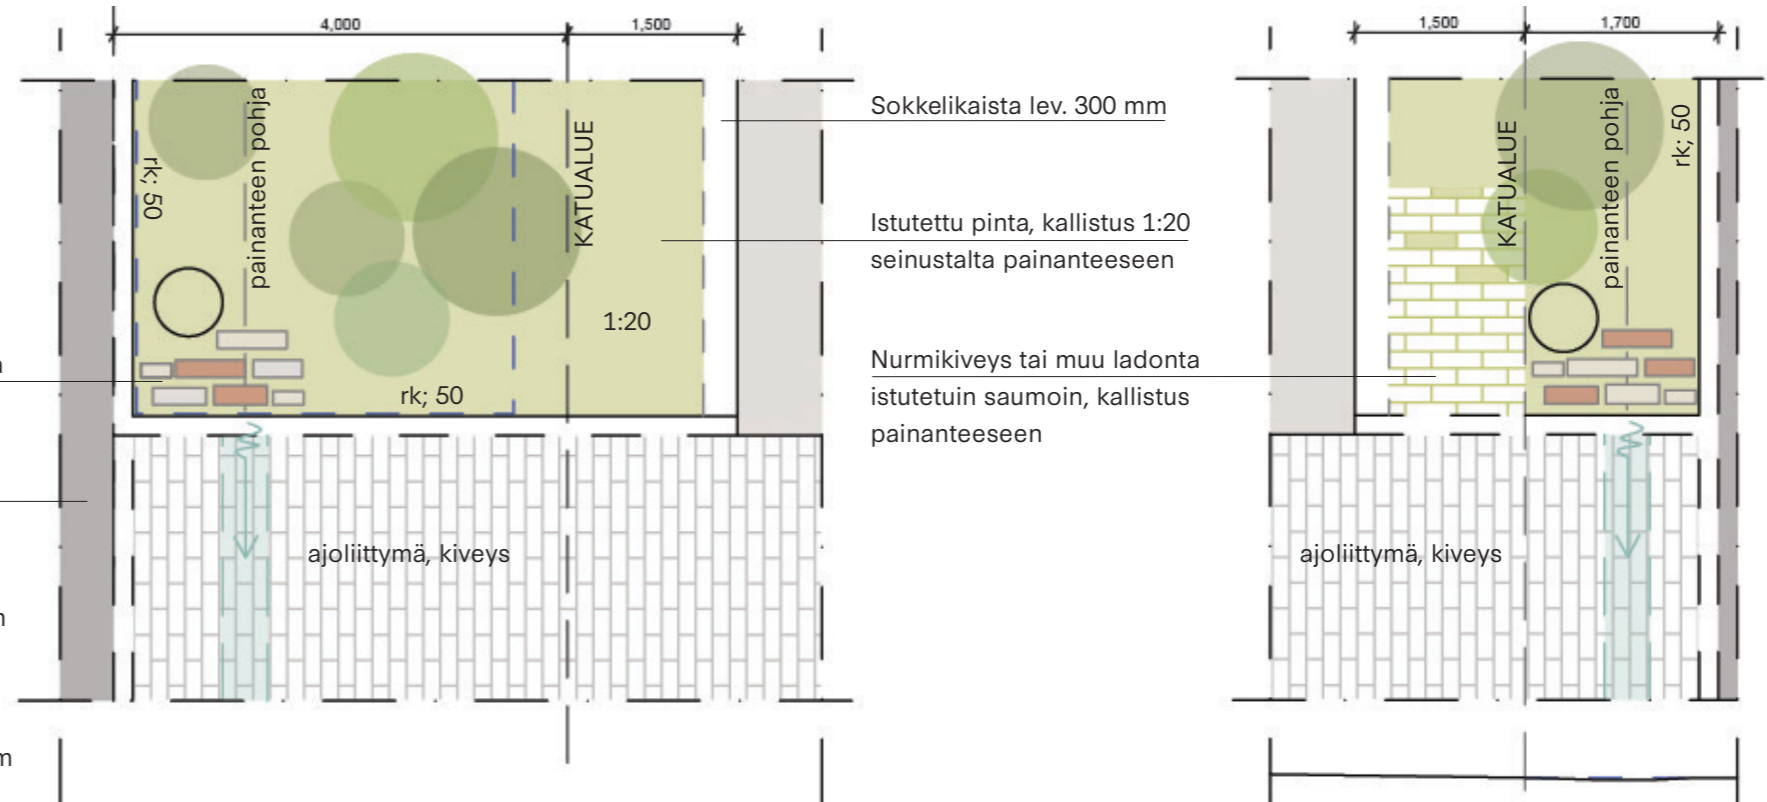 4,000
1,500
1,500
1,700
rk; 50
painanteen pohja
KATUALUE
1:20
rk; 50
ajoliittymä, kiveys
Sokkelikaista lev. 300 mm
Istutettu pinta, kallistus 1:20
seinustalta painanteeseen
Nurmikiveys tai muu ladonta
istutetuin saumoin, kallistus
painanteeseen
KATUALUE
painanteen pohja
rk; 50
ajoliittymä, kiveys